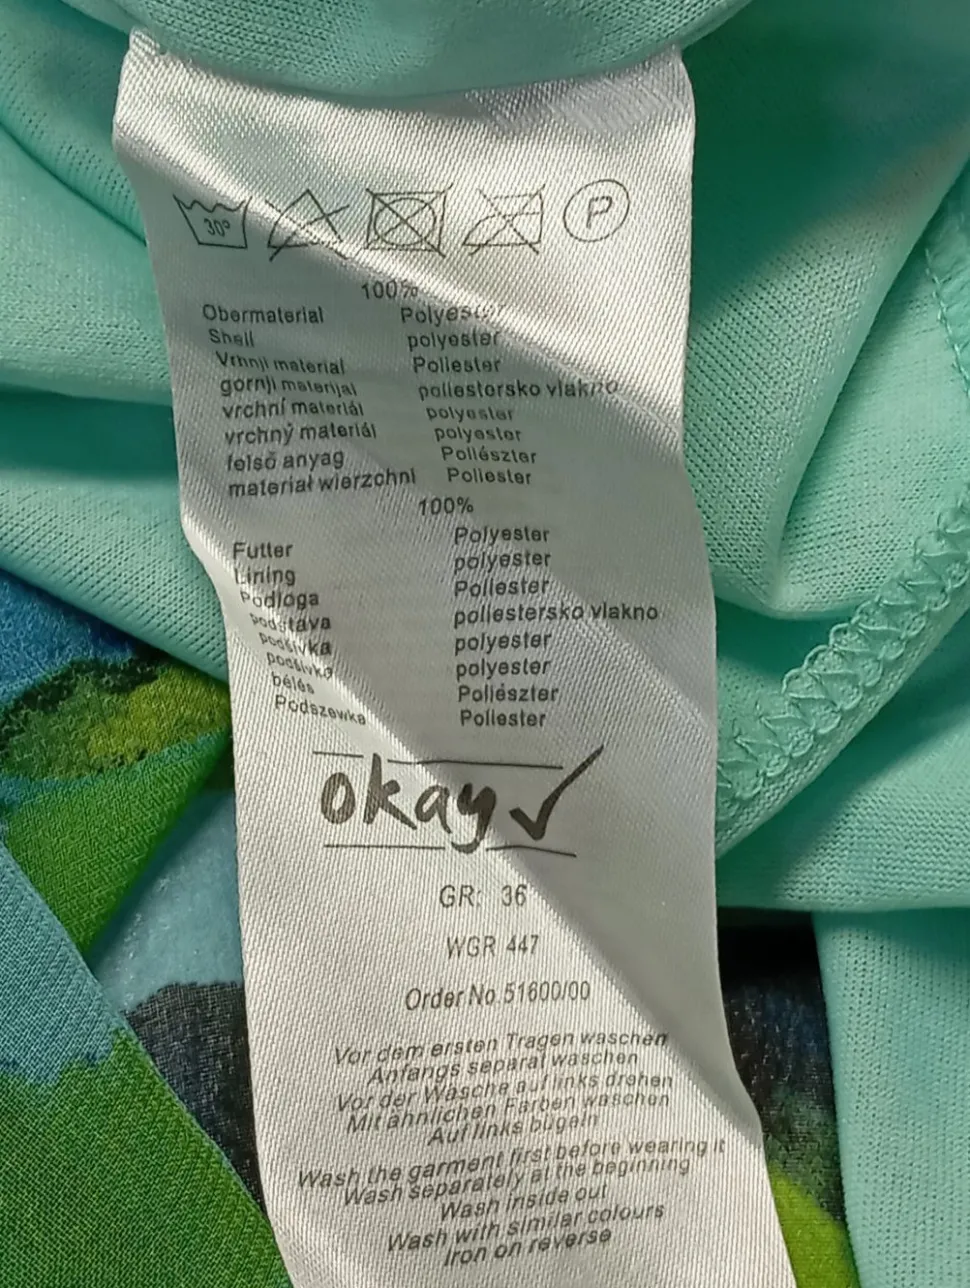 30° P
100%
Obermaterial Polyester
Shell polyester
Vrhnji material Poliester
gornji materijal poliestersko vlakno
vrchní materiál polyester
vrchný materiál polyester
felső anyag Poliészter
materiał wierzchni Poliester
100%
Futter Polyester
Lining polyester
Podloga Poliester
podstava poliestersko vlakno
podšívka polyester
podšívka polyester
bélés Poliészter
Podszewka Poliester
okay
GR: 36
WGR 447
Order No 51600/00
Vor dem ersten Tragen waschen
Anfangs separat waschen
Vor der Wäsche auf links drehen
Mit ähnlichen Farben waschen
Auf links bügeln
Wash the garment first before wearing it
Wash separately at the beginning
Wash inside out
Wash with similar colours
Iron on reverse